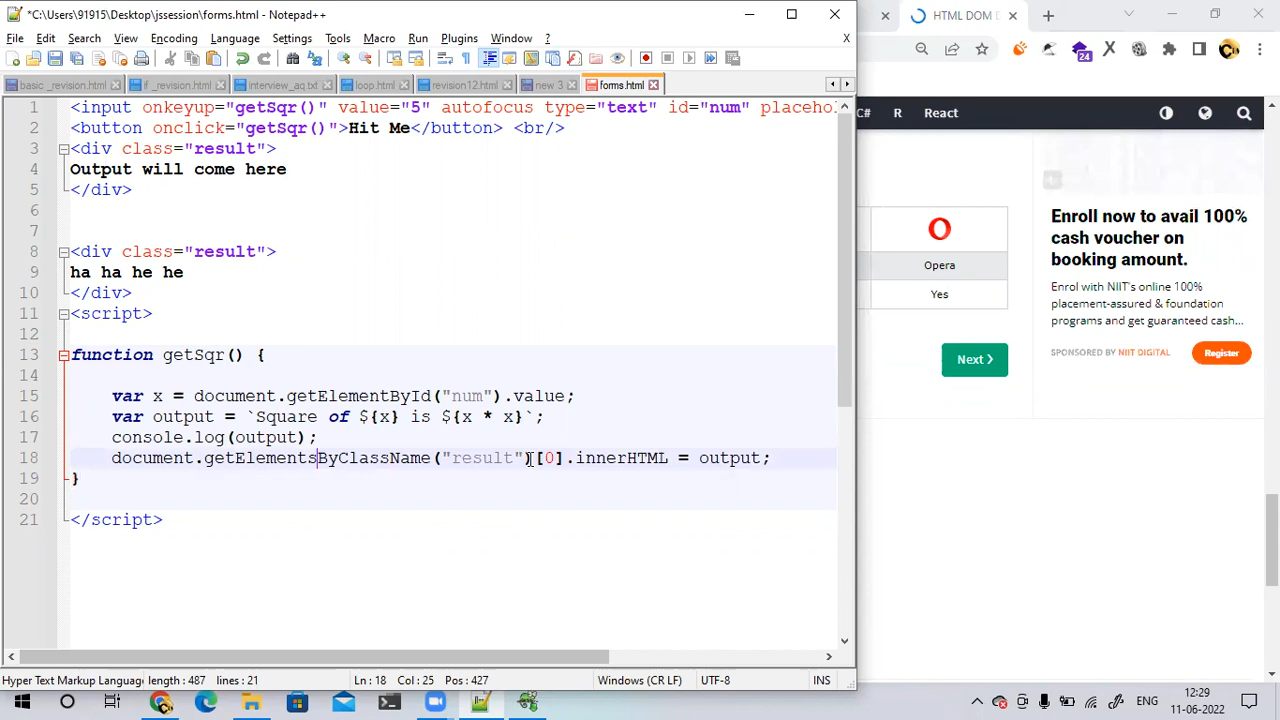 *C:\Users\91915\Desktop\jssession\forms.html - Notepad++
File Edit Search View Encoding Language Settings Tools Macro Run Plugins Window ? X
basic _revision.html if _revision.html interview_aq.txt loop.html revision12.html new 3 forms.html
1 <input onkeyup="getSqr()" value="5" autofocus type="text" id="num" placehol
2 <button onclick="getSqr()">Hit Me</button> <br/>
3 <div class="result">
4 Output will come here
5 </div>
6
7
8 <div class="result">
9 ha ha he he
10 </div>
11 <script>
12
13 function getSqr() {
14
15 var x = document.getElementById("num").value;
16 var output = `Square of ${x} is ${x * x}`;
17 console.log(output);
18 document.getElementsByClassName("result")[0].innerHTML = output;
19 }
20
21 </script>
Hyper Text Markup Languag length : 487 lines : 21 Ln : 18 Col : 25 Pos : 427 Windows (CR LF) UTF-8 INS
HTML DOM D
24
C# R React
Opera
Yes
Next ❯
Enroll now to avail 100%
cash voucher on
booking amount.
Enrol with NIIT's online 100%
placement-assured & foundation
programs and get guaranteed cash...
SPONSORED BY NIIT DIGITAL
Register
ENG
12:29
11-06-2022